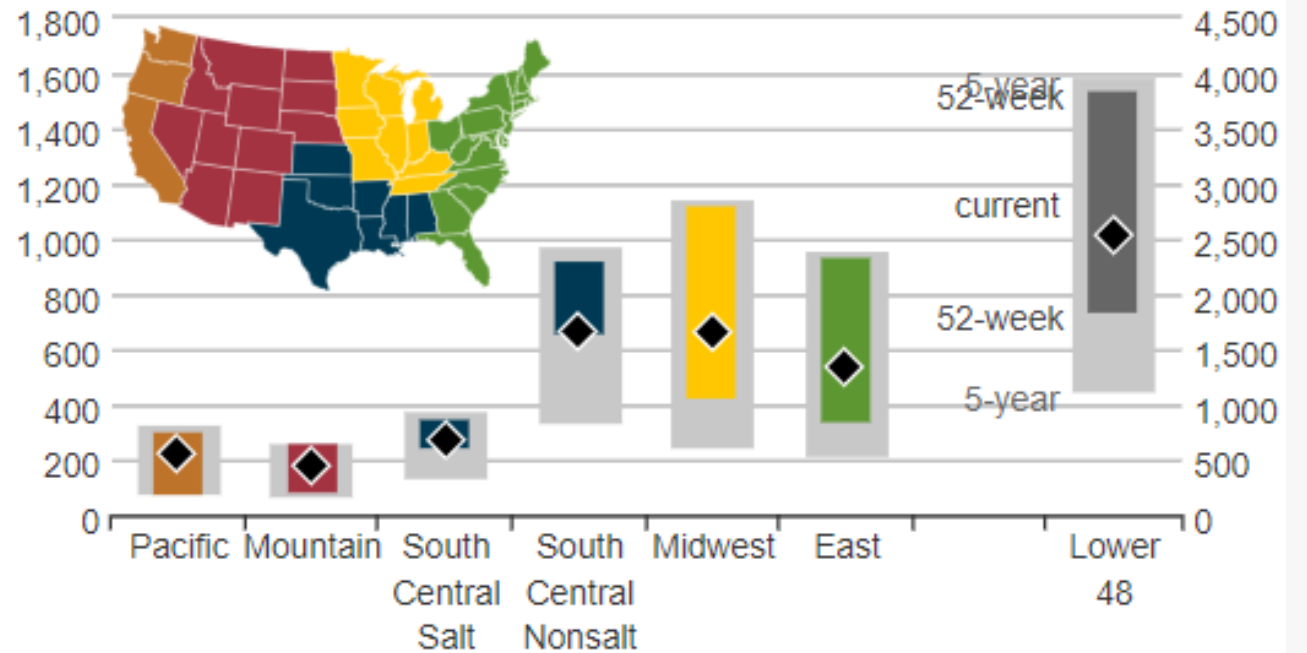 1,800
1,600
1,400
1,200
1,000
800
600
400
200
0
4,500
4,000
3,500
3,000
2,500
2,000
1,500
1,000
500
0
5-year
52-week
current
52-week
5-year
Pacific
Mountain
South
Central
Salt
South
Central
Nonsalt
Midwest
East
Lower
48